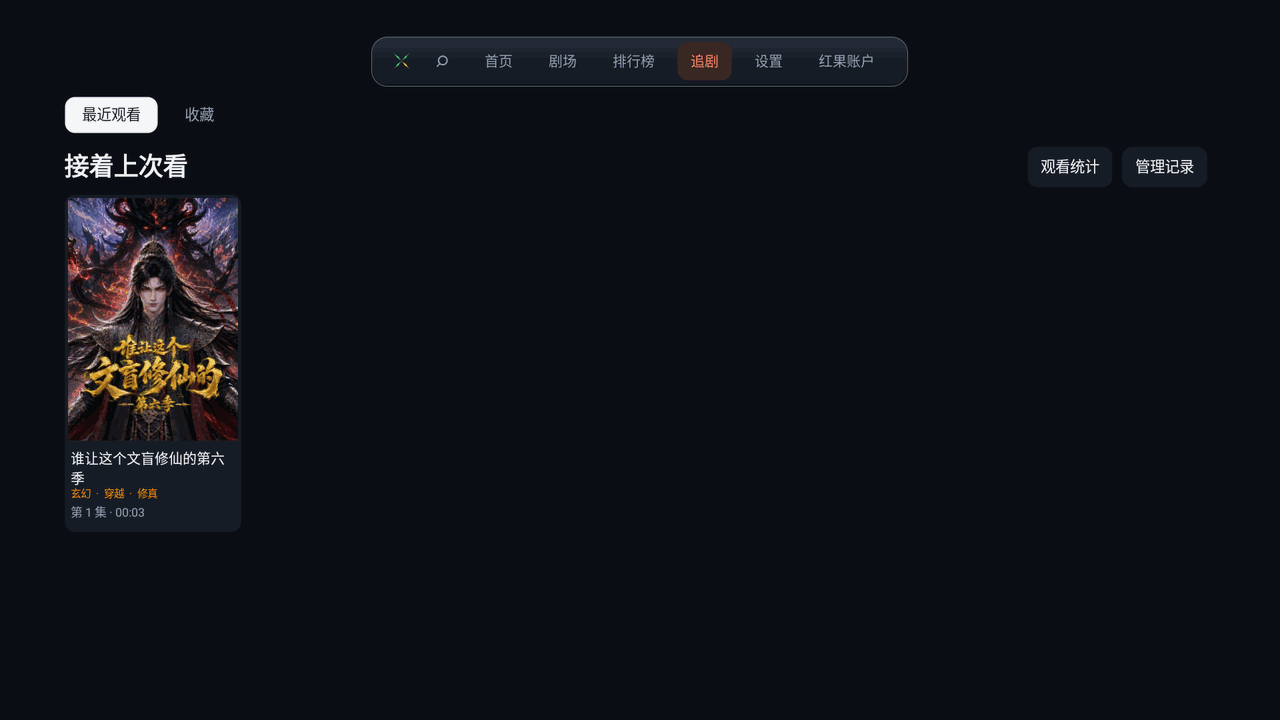 首页 剧场 排行榜 追剧 设置 红果账户
最近观看 收藏
接着上次看
观看统计 管理记录
谁让这个
文盲修仙的
第六季
谁让这个文盲修仙的第六
季
玄幻 · 穿越 · 修真
第 1 集 · 00:03